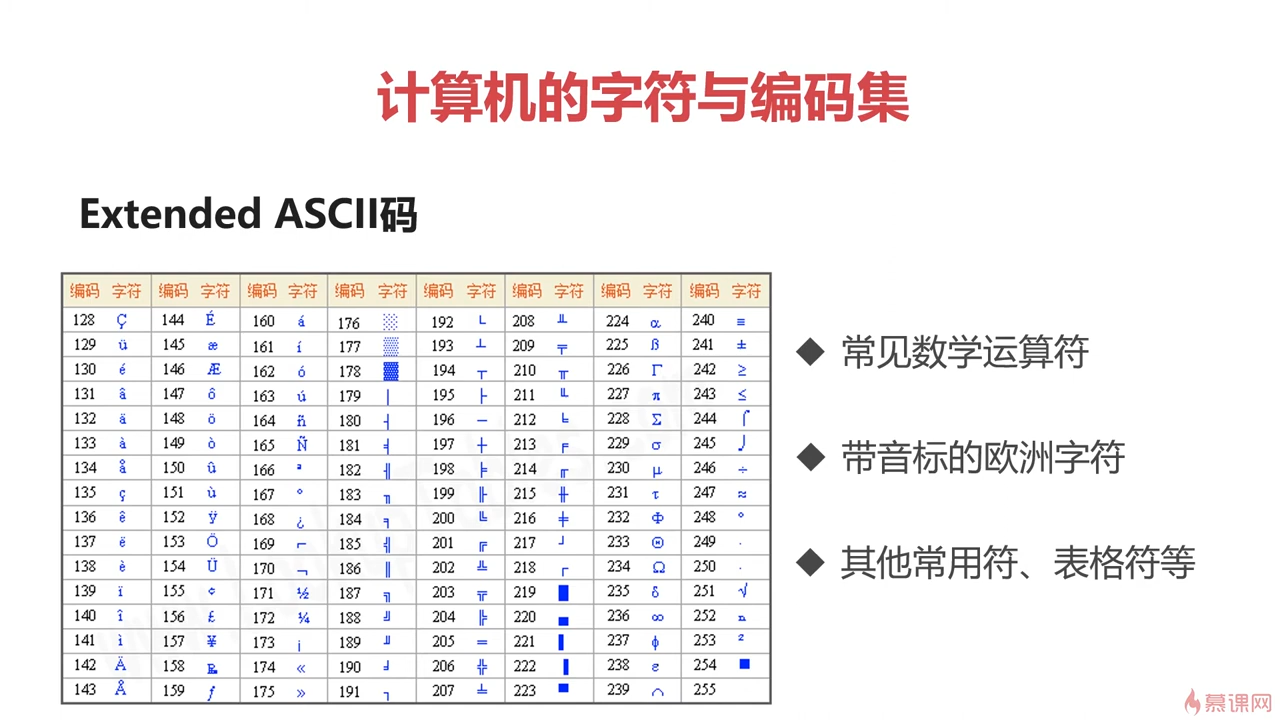 计算机的字符与编码集
Extended ASCII码
编码 字符 编码 字符 编码 字符 编码 字符 编码 字符 编码 字符 编码 字符 编码 字符
128 Ç 144 É 160 á 176 ░ 192 └ 208 ╨ 224 α 240 ≡
129 ü 145 æ 161 í 177 ▒ 193 ┴ 209 ╤ 225 ß 241 ±
130 é 146 Æ 162 ó 178 ▓ 194 ┬ 210 ╥ 226 Γ 242 ≥
131 â 147 ô 163 ú 179 │ 195 ├ 211 ╙ 227 π 243 ≤
132 ä 148 ö 164 ñ 180 ┤ 196 ─ 212 ╘ 228 Σ 244 ⌠
133 à 149 ò 165 Ñ 181 ╡ 197 ┼ 213 ╒ 229 σ 245 ⌡
134 å 150 û 166 ª 182 ╢ 198 ╞ 214 ╓ 230 µ 246 ÷
135 ç 151 ù 167 º 183 ╖ 199 ╟ 215 ╫ 231 τ 247 ≈
136 ê 152 ÿ 168 ¿ 184 ╕ 200 ╚ 216 ╪ 232 Φ 248 °
137 ë 153 Ö 169 ⌐ 185 ╣ 201 ╔ 217 ┘ 233 Θ 249 ∙
138 è 154 Ü 170 ¬ 186 ║ 202 ╩ 218 ┌ 234 Ω 250 ·
139 ï 155 ¢ 171 ½ 187 ╗ 203 ╦ 219 █ 235 δ 251 √
140 î 156 £ 172 ¼ 188 ╝ 204 ╠ 220 ▄ 236 ∞ 252 ⁿ
141 ì 157 ¥ 173 ¡ 189 ╜ 205 ═ 221 ▌ 237 φ 253 ²
142 Ä 158 ₧ 174 « 190 ╛ 206 ╬ 222 ▐ 238 ε 254 ■
143 Å 159 ƒ 175 » 191 ┐ 207 ╧ 223 ▀ 239 ∩ 255
◆ 常见数学运算符
◆ 带音标的欧洲字符
◆ 其他常用符、表格符等
慕课网